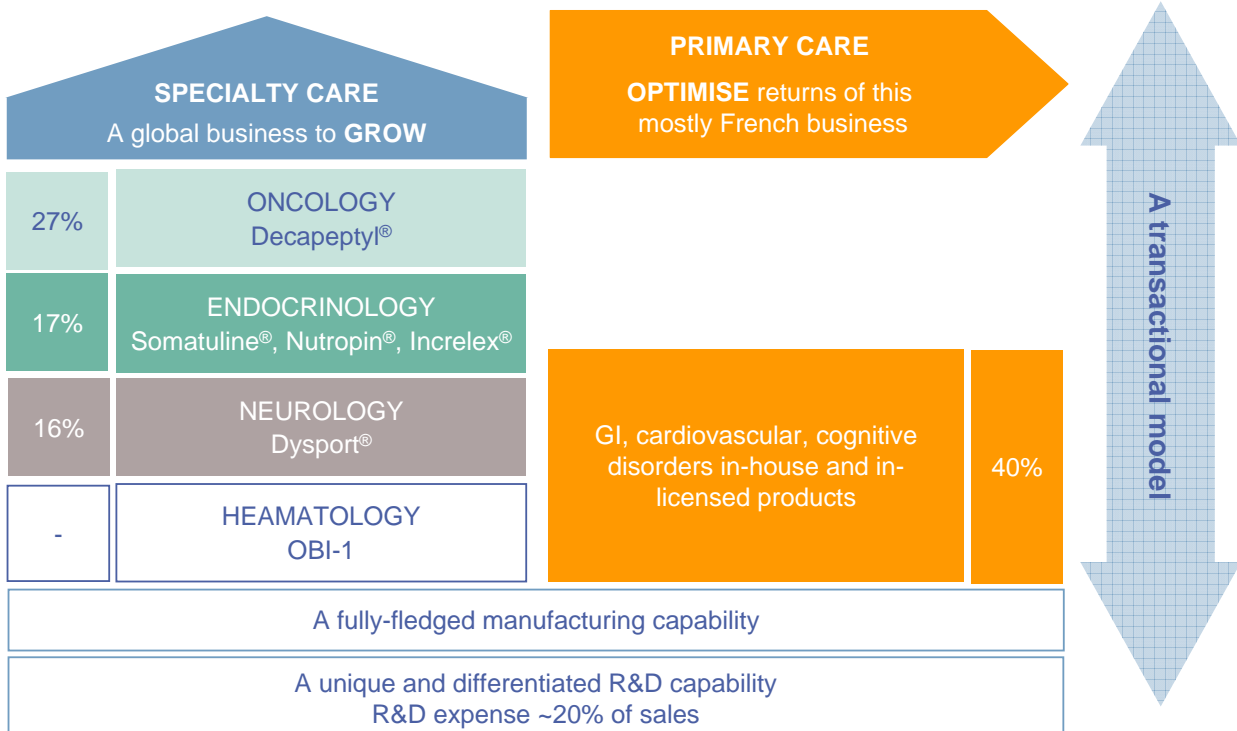 SPECIALTY CARE
A global business to GROW
PRIMARY CARE
OPTIMISE returns of this
mostly French business
27%
ONCOLOGY
Decapeptyl®
17%
ENDOCRINOLOGY
Somatuline®, Nutropin®, Increlex®
16%
NEUROLOGY
Dysport®
-
HEAMATOLOGY
OBI-1
GI, cardiovascular, cognitive
disorders in-house and in-
licensed products
40%
A transactional model
A fully-fledged manufacturing capability
A unique and differentiated R&D capability
R&D expense ~20% of sales